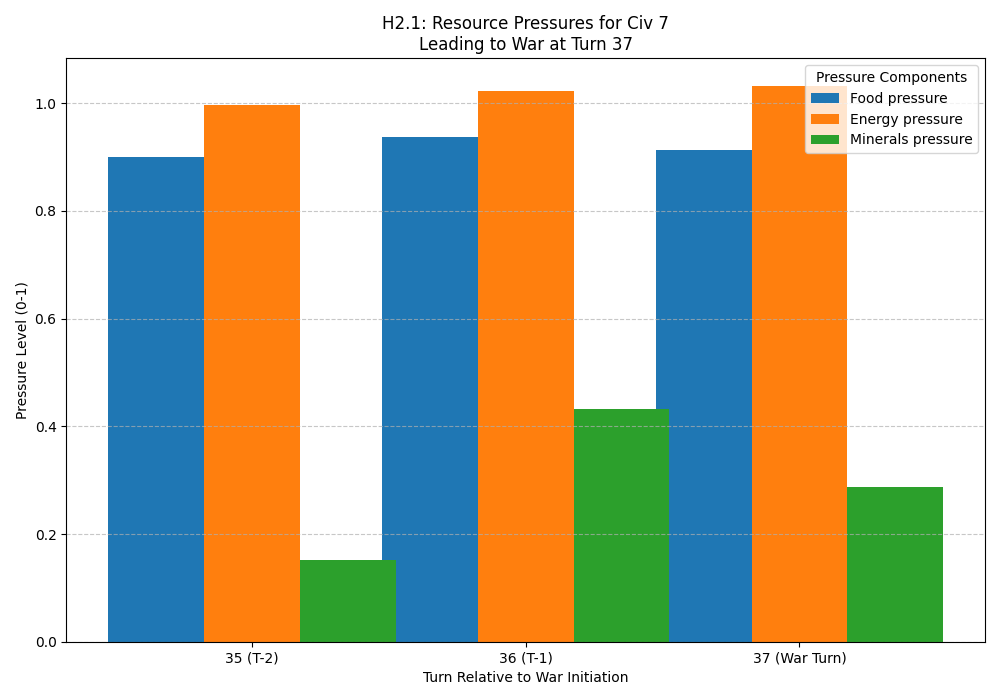 H2.1: Resource Pressures for Civ 7
Leading to War at Turn 37
Pressure Components
Food pressure
Energy pressure
Minerals pressure
Pressure Level (0-1)
1.0
0.8
0.6
0.4
0.2
0.0
35 (T-2)
36 (T-1)
37 (War Turn)
Turn Relative to War Initiation